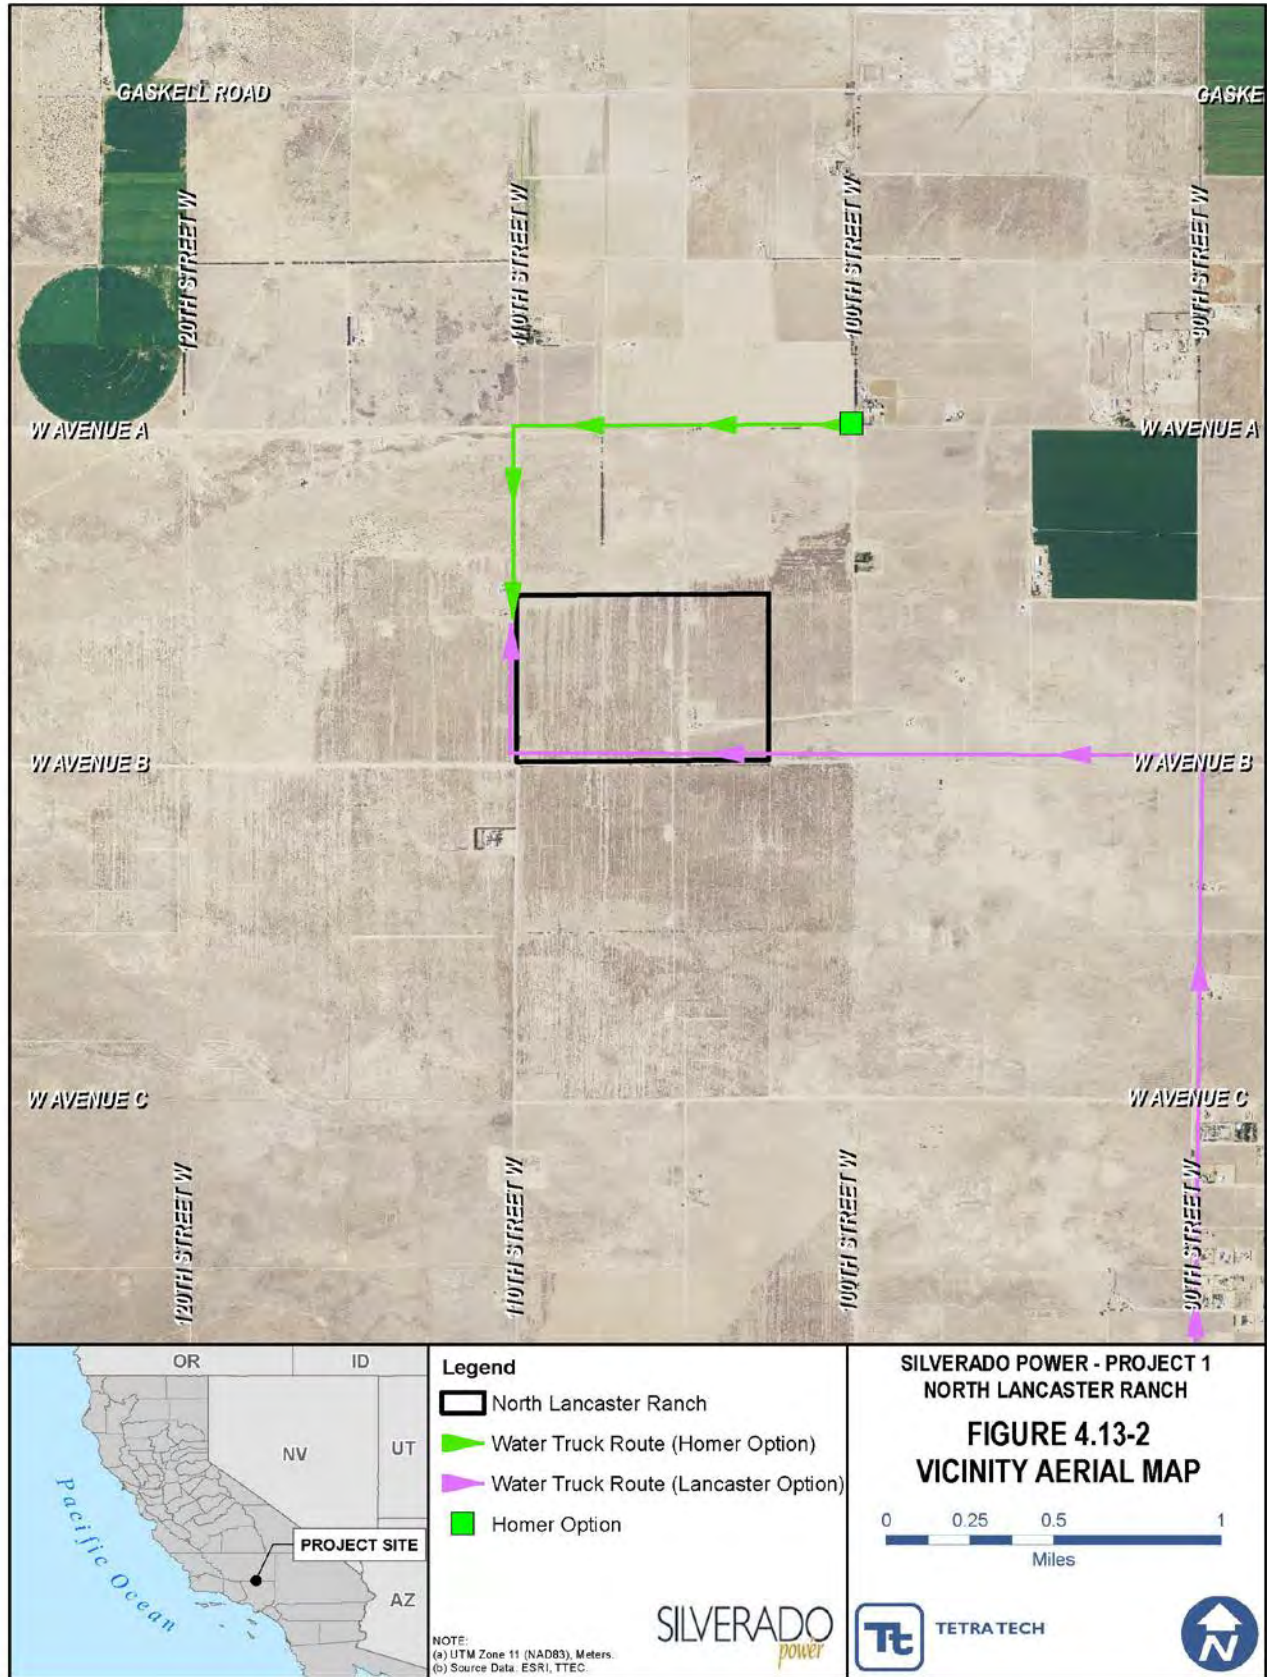 GASKELL ROAD
GASKE
120TH STREET W
110TH STREET W
100TH STREET W
90TH STREET W
W AVENUE A
W AVENUE A
W AVENUE B
W AVENUE B
W AVENUE C
W AVENUE C
120TH STREET W
110TH STREET W
100TH STREET W
90TH STREET W
OR
ID
NV
UT
AZ
Pacific Ocean
PROJECT SITE
Legend
North Lancaster Ranch
Water Truck Route (Homer Option)
Water Truck Route (Lancaster Option)
Homer Option
NOTE:
(a) UTM Zone 11 (NAD83), Meters.
(b) Source Data: ESRI, TTEC.
SILVERADO
power
SILVERADO POWER - PROJECT 1
NORTH LANCASTER RANCH
FIGURE 4.13-2
VICINITY AERIAL MAP
0 0.25 0.5 1
Miles
Tt
TETRA TECH
N